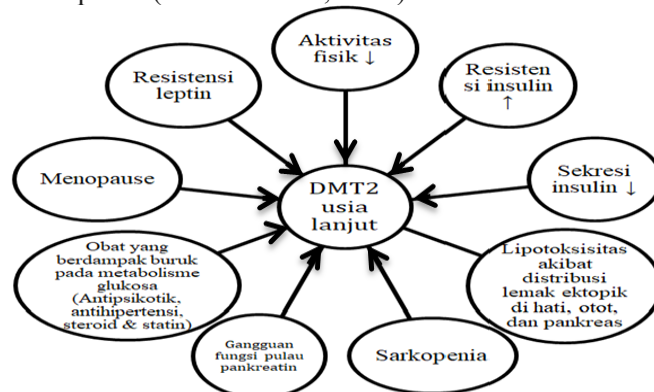 Aktivitas
fisik ↓
Resistensi
leptin
Resisten
si insulin
↑
Menopause
DMT2
usia
lanjut
Sekresi
insulin ↓
Obat yang
berdampak buruk
pada metabolisme
glukosa
(Antipsikotik,
antihipertensi,
steroid & statin)
Lipotoksisitas
akibat
distribusi
lemak ektopik
di hati, otot,
dan pankreas
Gangguan
fungsi pulau
pankreatin
Sarkopenia